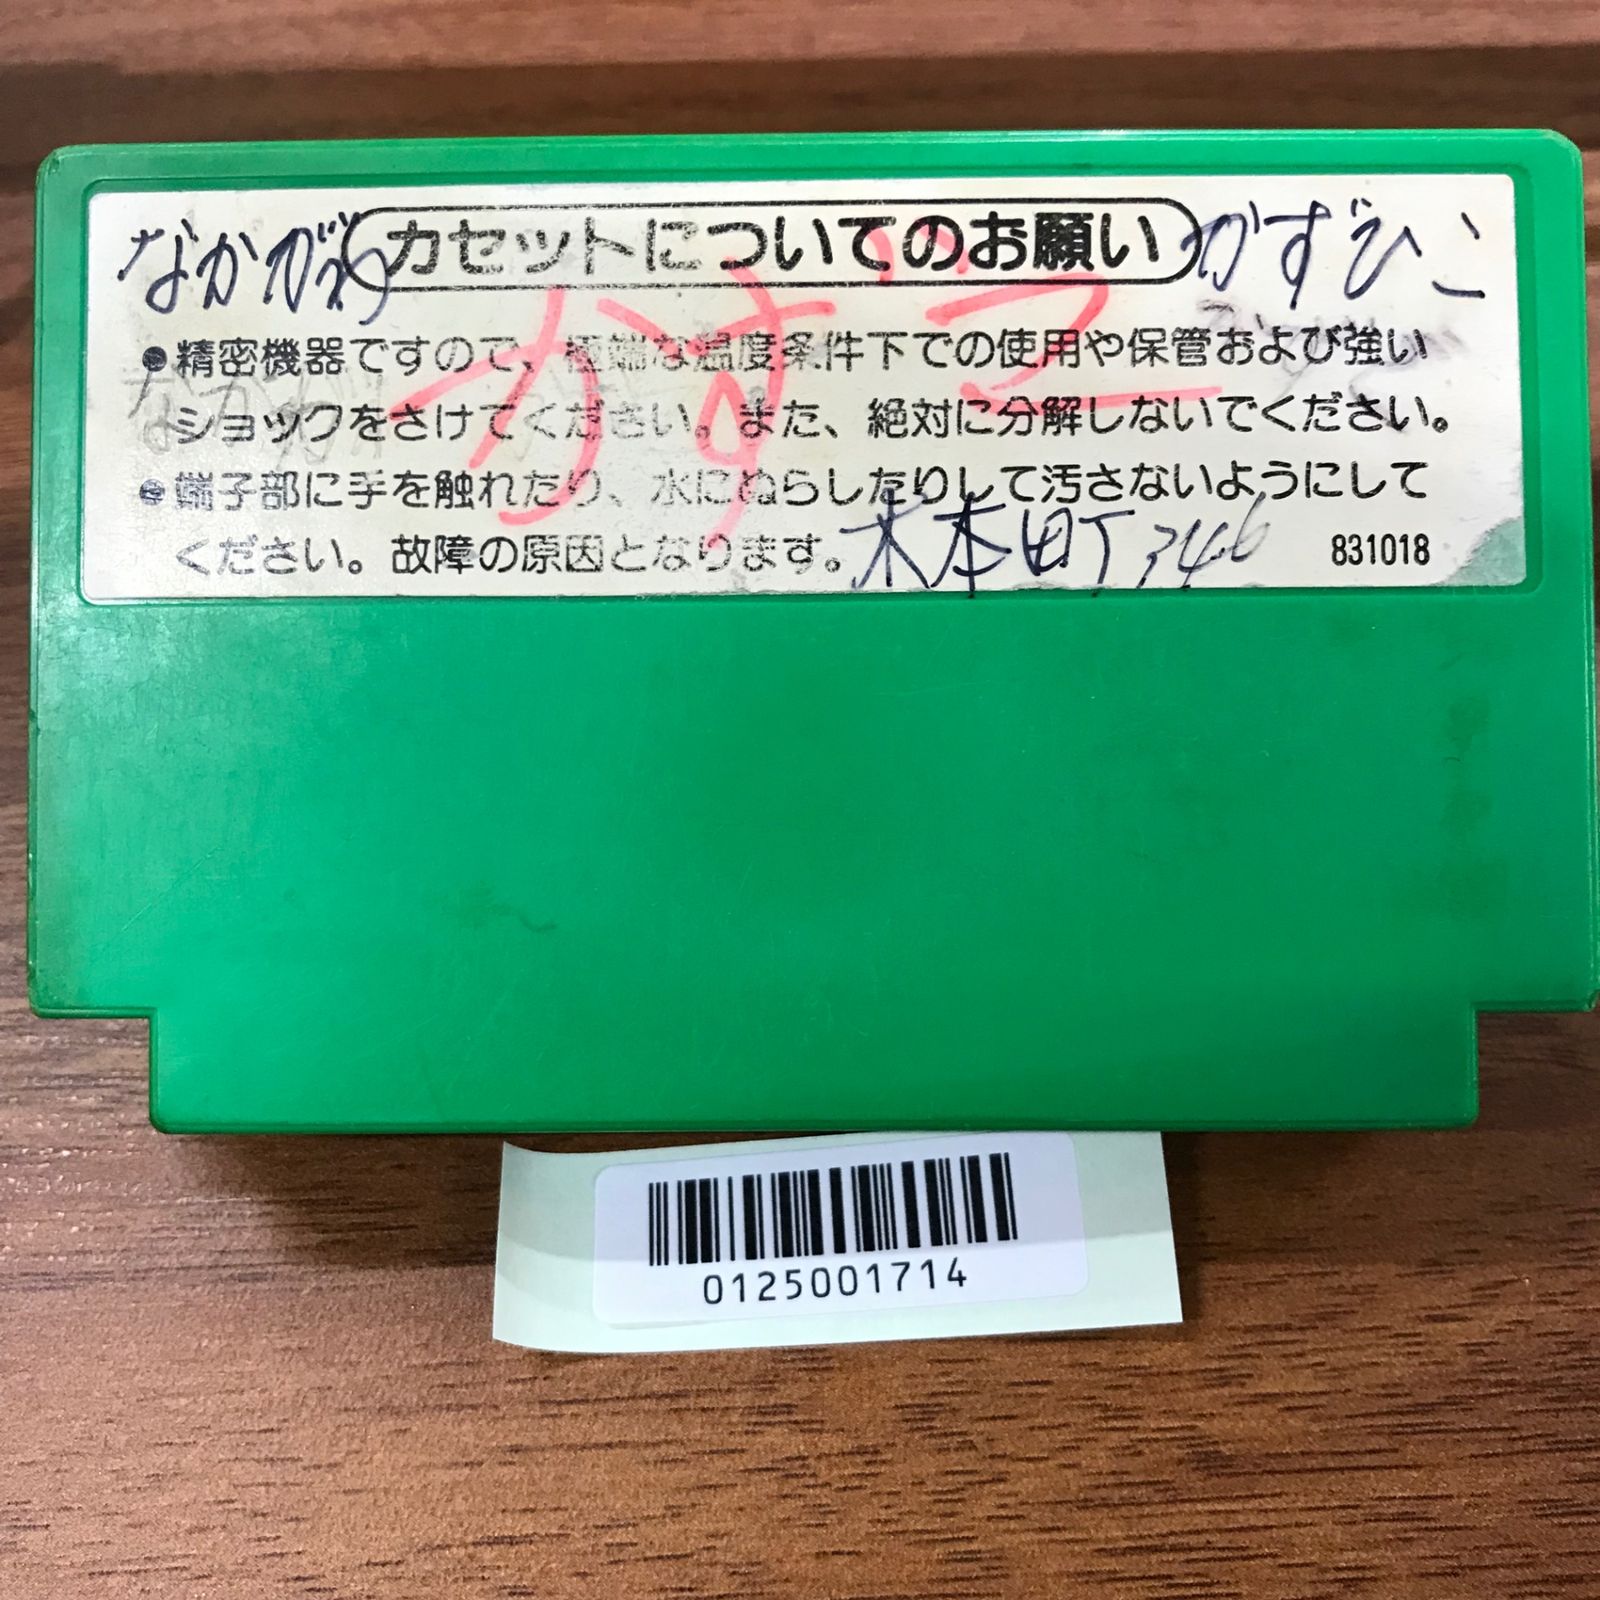 なかがわ カセットについてのお願い かずひこ
かずひこ
●精密機器ですので、極端な温度条件下での使用や保管および強い
ショックをさけてください。また、絶対に分解しないでください。
●端子部に手を触れたり、水にぬらしたりして汚さないようにして
ください。故障の原因となります。木本町346 831018
0125001714